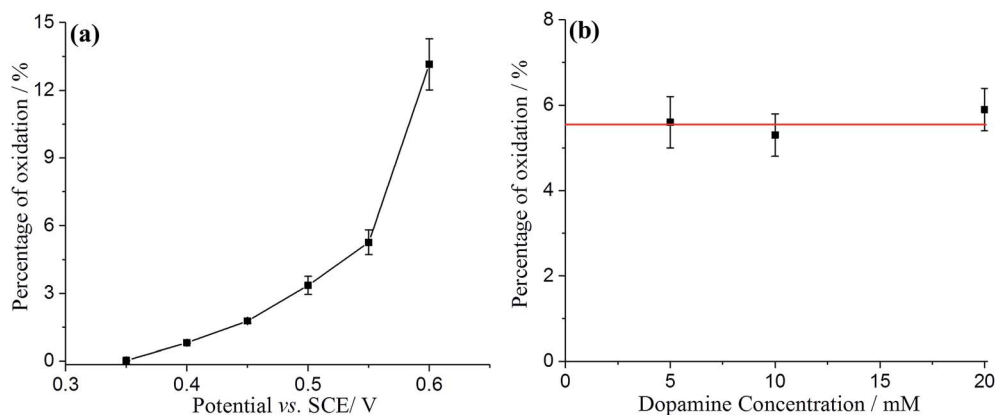 (a)
Percentage of oxidation / %
15
12
9
6
3
0
0.3 0.4 0.5 0.6
Potential vs. SCE/ V
(b)
Percentage of oxidation / %
8
6
4
2
0
0 5 10 15 20
Dopamine Concentration / mM